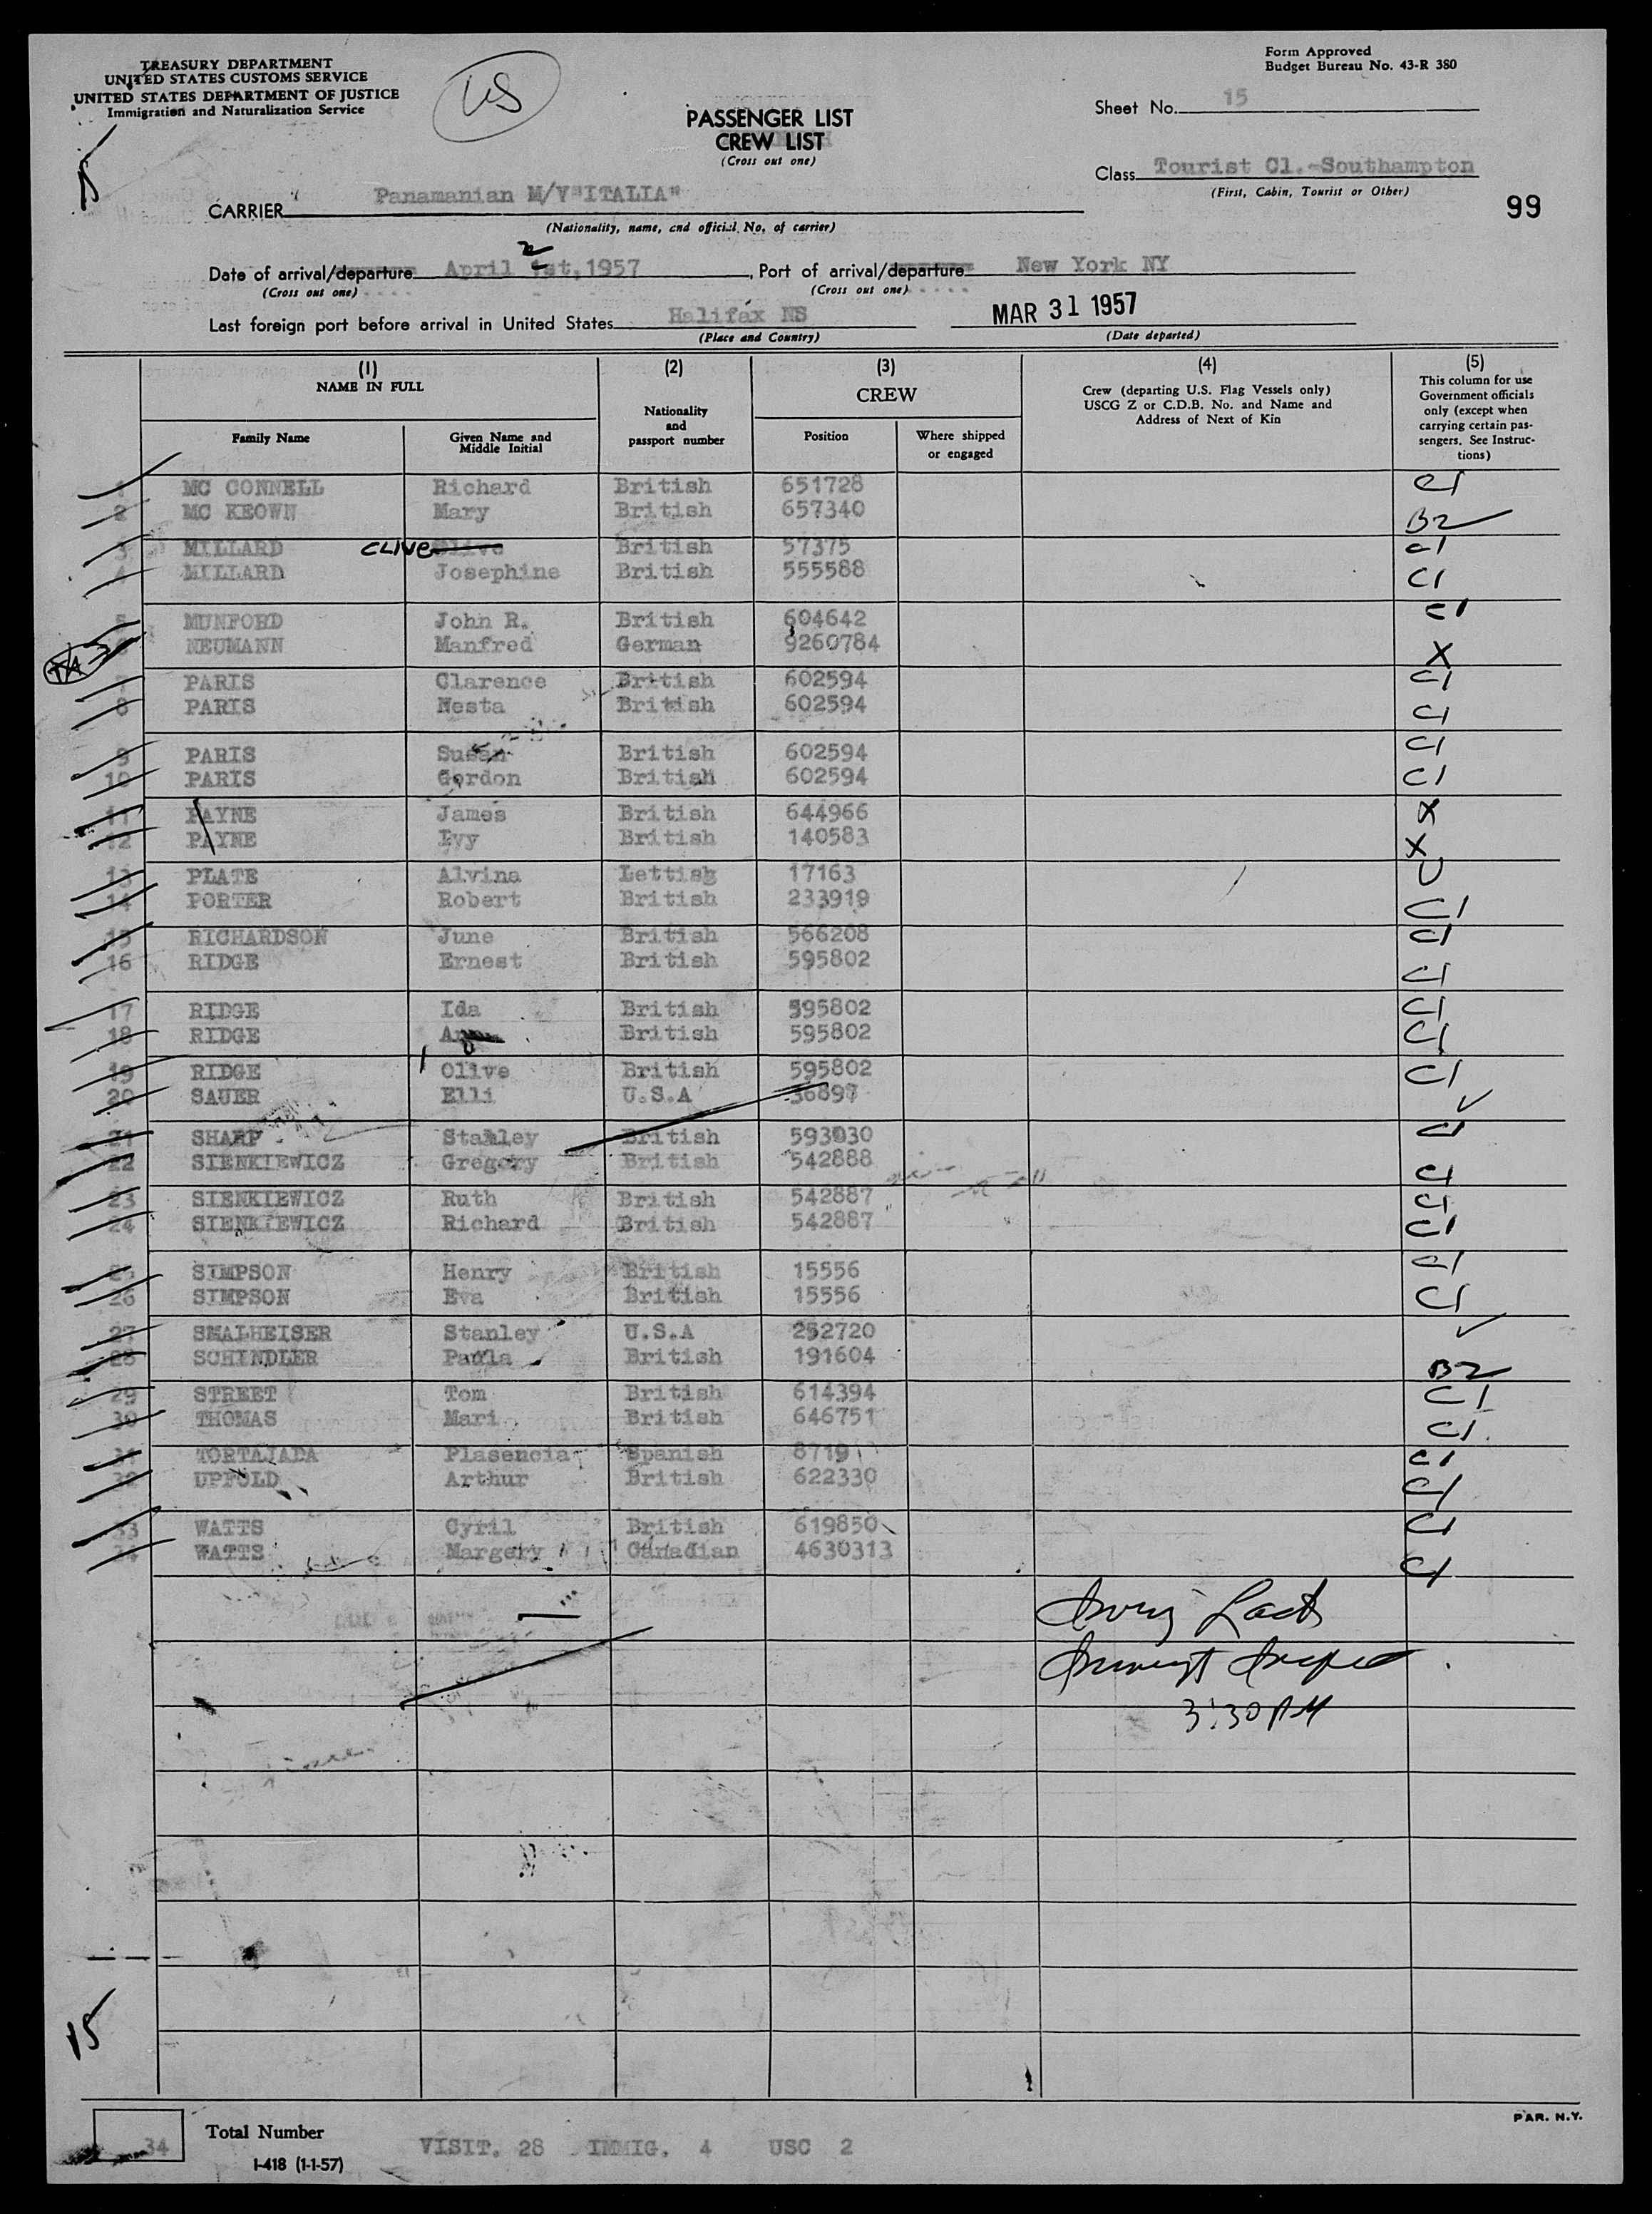 TREASURY DEPARTMENT
UNITED STATES CUSTOMS SERVICE
UNITED STATES DEPARTMENT OF JUSTICE
Immigration and Naturalization Service
US
Form Approved
Budget Bureau No. 43-R 380
PASSENGER LIST
CREW LIST
(Cross out one)
Sheet No. 15
Class Tourist Cl.-Southampton
(First, Cabin, Tourist or Other)
99
CARRIER Panamanian M/V"ITALIA"
(Nationality, name, and official No. of carrier)
2
Date of arrival/departure April 1st,1957, Port of arrival/departure New York NY
(Cross out one) (Cross out one)
Last foreign port before arrival in United States Halifax NS MAR 31 1957
(Place and Country) (Date departed)
(1) NAME IN FULL
Family Name
Given Name and Middle Initial
(2) Nationality and passport number
(3) CREW
Position
Where shipped or engaged
(4) Crew (departing U.S. Flag Vessels only) USCG Z or C.D.B. No. and Name and Address of Next of Kin
(5) This column for use Government officials only (except when carrying certain passengers. See Instructions)
1 MC CONNELL Richard British 651728 C1
2 MC KEOWN Mary British 657340 B2
3 MILLARD CLIVE British 57375 C1
4 MILLARD Josephine British 555588 C1
5 MUNFORD John R. British 604642 C1
6 NEUMANN Manfred German 9260784 X
7 PARIS Clarence British 602594 C1
8 PARIS Nesta British 602594 C1
9 PARIS Susan British 602594 C1
10 PARIS Gordon British 602594 C1
11 PAYNE James British 644966 X
12 PAYNE Ivy British 140583 X
13 PLATE Alvina Lettish 17163 U
14 PORTER Robert British 233919 C1
15 RICHARDSON June British 566208 C1
16 RIDGE Ernest British 595802 C1
17 RIDGE Ida British 595802 C1
18 RIDGE British 595802 C1
19 RIDGE Olive British 595802 C1
20 SAUER Elli U.S.A 36897 ✓
21 SHARP Stanley British 593030 C1
22 SIENKIEWICZ Gregory British 542888 C1
23 SIENKIEWICZ Ruth British 542887 C1
24 SIENKIEWICZ Richard British 542887 C1
25 SIMPSON Henry British 15556 C1
26 SIMPSON Eva British 15556 C1
27 SMALHEISER Stanley U.S.A 252720 ✓
28 SCHINDLER Paula British 191604 B2
29 STREET Tom British 614394 C1
30 THOMAS Mari British 646751 C1
31 TORTAJADA Plasencia Spanish 8719 C1
32 UPFOLD Arthur British 622330 C1
33 WATTS Cyril British 619850 C1
34 WATTS Margery Canadian 4630313 C1
3:30 PM
15
34 Total Number
VISIT. 28 IMMIG. 4 USC 2
I-418 (1-1-57)
PAR. N.Y.